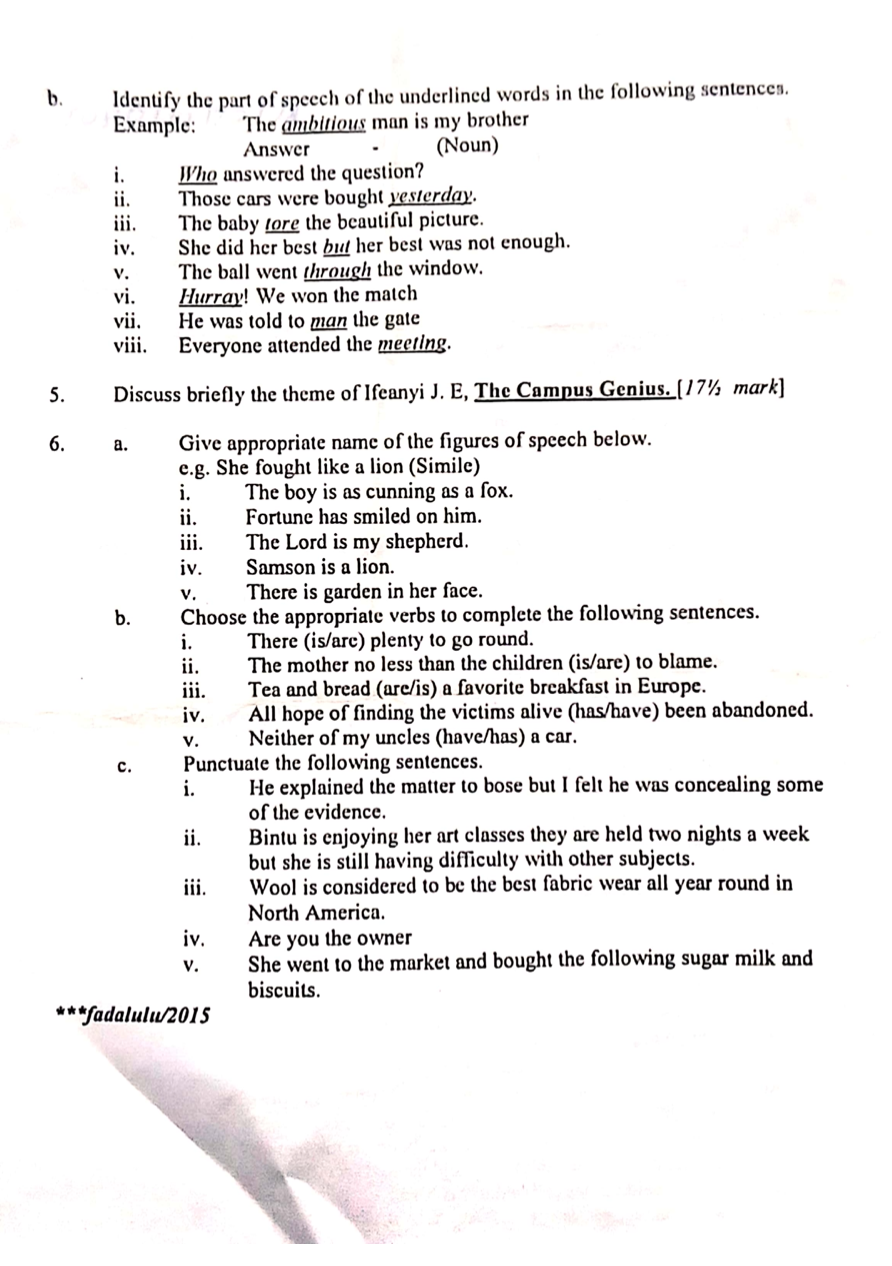 b. Identify the part of speech of the underlined words in the following sentences.
Example: The ambitious man is my brother
Answer - (Noun)
i. Who answered the question?
ii. Those cars were bought yesterday.
iii. The baby tore the beautiful picture.
iv. She did her best but her best was not enough.
v. The ball went through the window.
vi. Hurray! We won the match
vii. He was told to man the gate
viii. Everyone attended the meeting.
5. Discuss briefly the theme of Ifeanyi J. E, The Campus Genius. [17½ mark]
6. a. Give appropriate name of the figures of speech below.
e.g. She fought like a lion (Simile)
i. The boy is as cunning as a fox.
ii. Fortune has smiled on him.
iii. The Lord is my shepherd.
iv. Samson is a lion.
v. There is garden in her face.
b. Choose the appropriate verbs to complete the following sentences.
i. There (is/are) plenty to go round.
ii. The mother no less than the children (is/are) to blame.
iii. Tea and bread (are/is) a favorite breakfast in Europe.
iv. All hope of finding the victims alive (has/have) been abandoned.
v. Neither of my uncles (have/has) a car.
c. Punctuate the following sentences.
i. He explained the matter to bose but I felt he was concealing some
of the evidence.
ii. Bintu is enjoying her art classes they are held two nights a week
but she is still having difficulty with other subjects.
iii. Wool is considered to be the best fabric wear all year round in
North America.
iv. Are you the owner
v. She went to the market and bought the following sugar milk and
biscuits.
***fadalulu/2015